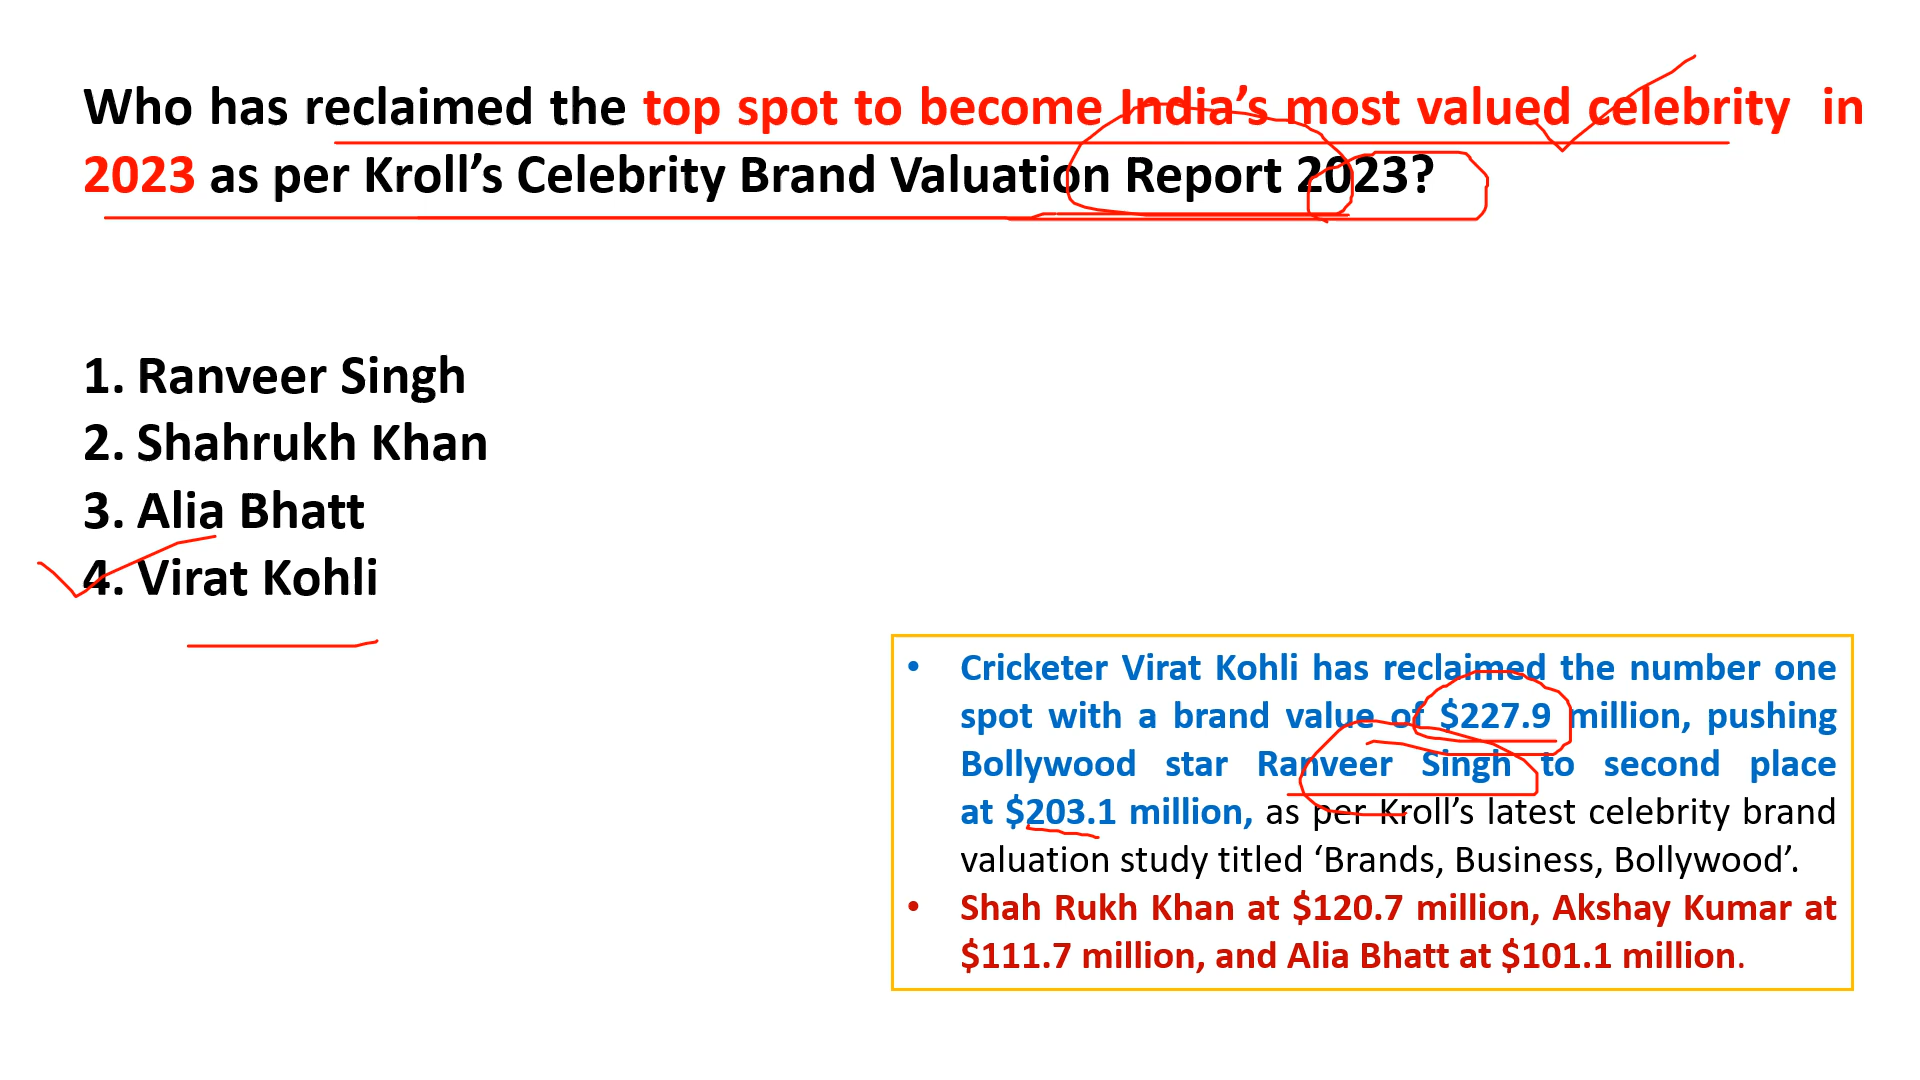 Who has reclaimed the top spot to become India’s most valued celebrity in
2023 as per Kroll’s Celebrity Brand Valuation Report 2023?
1. Ranveer Singh
2. Shahrukh Khan
3. Alia Bhatt
4. Virat Kohli
• Cricketer Virat Kohli has reclaimed the number one
spot with a brand value of $227.9 million, pushing
Bollywood star Ranveer Singh to second place
at $203.1 million, as per Kroll’s latest celebrity brand
valuation study titled ‘Brands, Business, Bollywood’.
• Shah Rukh Khan at $120.7 million, Akshay Kumar at
$111.7 million, and Alia Bhatt at $101.1 million.